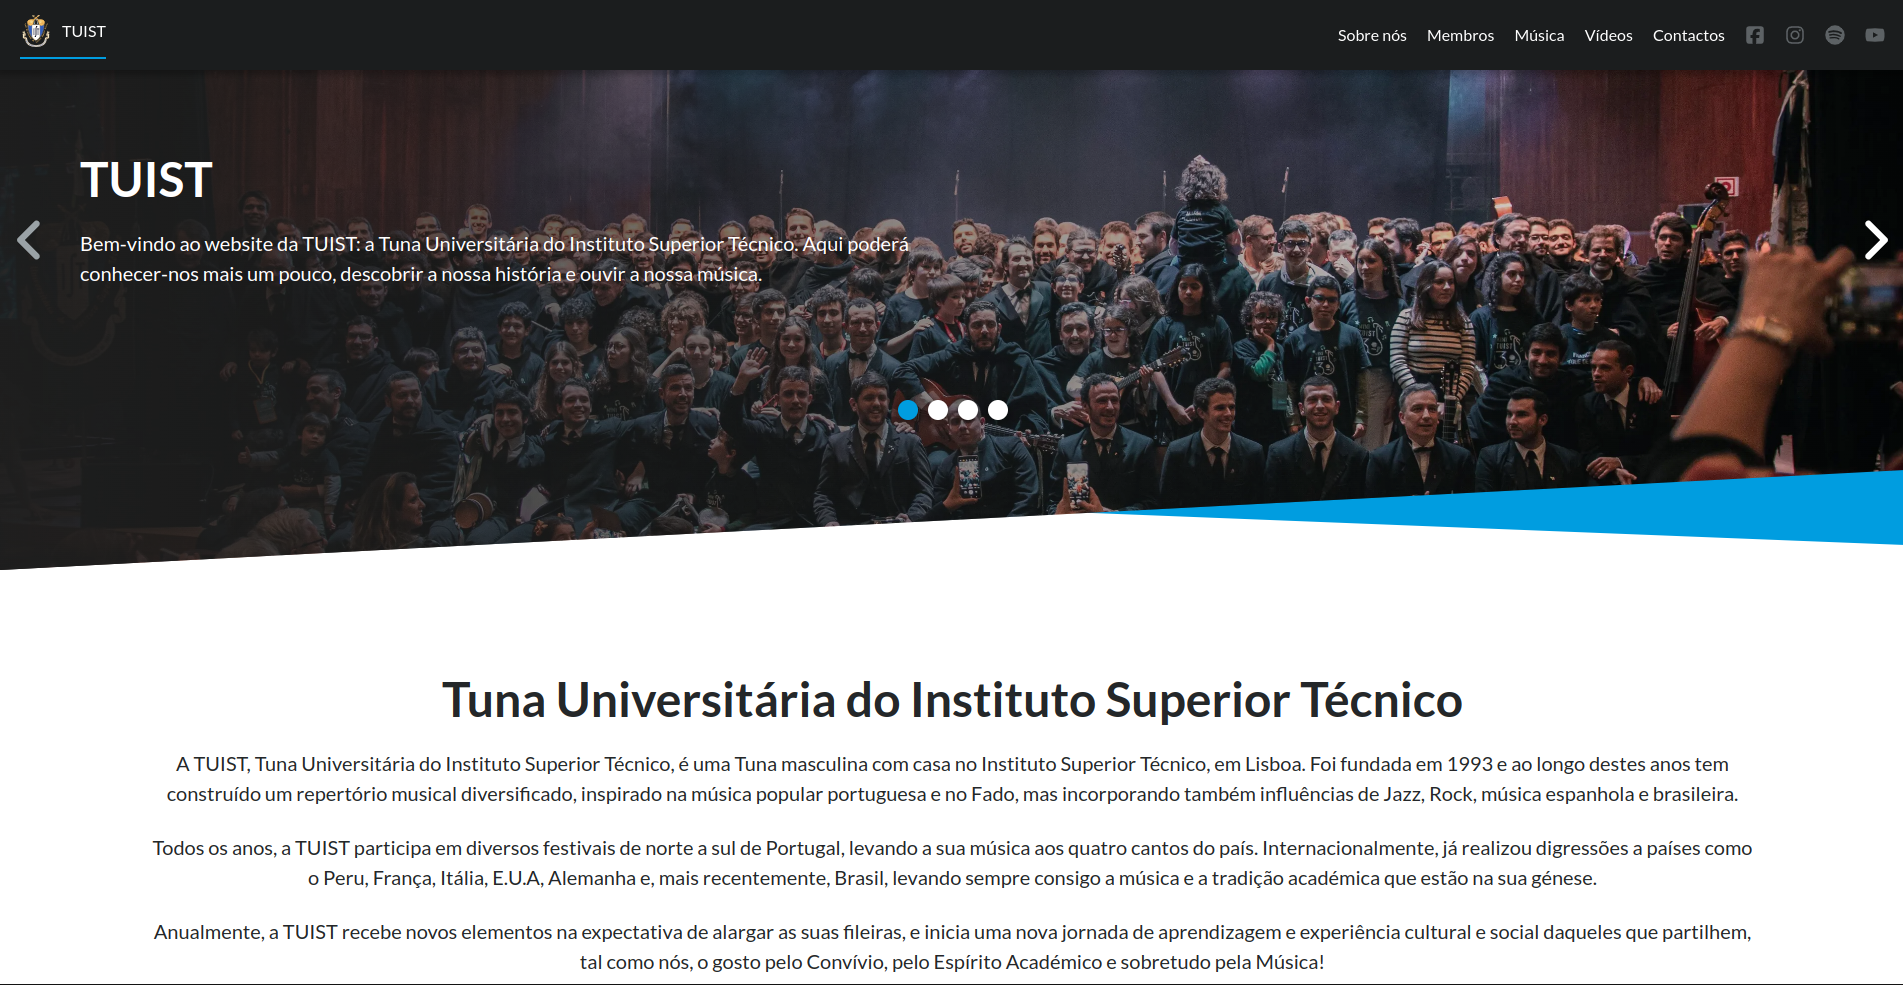 TUIST
Sobre nós
Membros
Música
Vídeos
Contactos
TUIST
Bem-vindo ao website da TUIST: a Tuna Universitária do Instituto Superior Técnico. Aqui poderá
conhecer-nos mais um pouco, descobrir a nossa história e ouvir a nossa música.
Tuna Universitária do Instituto Superior Técnico
A TUIST, Tuna Universitária do Instituto Superior Técnico, é uma Tuna masculina com casa no Instituto Superior Técnico, em Lisboa. Foi fundada em 1993 e ao longo destes anos tem
construído um repertório musical diversificado, inspirado na música popular portuguesa e no Fado, mas incorporando também influências de Jazz, Rock, música espanhola e brasileira.
Todos os anos, a TUIST participa em diversos festivais de norte a sul de Portugal, levando a sua música aos quatro cantos do país. Internacionalmente, já realizou digressões a países como
o Peru, França, Itália, E.U.A, Alemanha e, mais recentemente, Brasil, levando sempre consigo a música e a tradição académica que estão na sua génese.
Anualmente, a TUIST recebe novos elementos na expectativa de alargar as suas fileiras, e inicia uma nova jornada de aprendizagem e experiência cultural e social daqueles que partilhem,
tal como nós, o gosto pelo Convívio, pelo Espírito Académico e sobretudo pela Música!